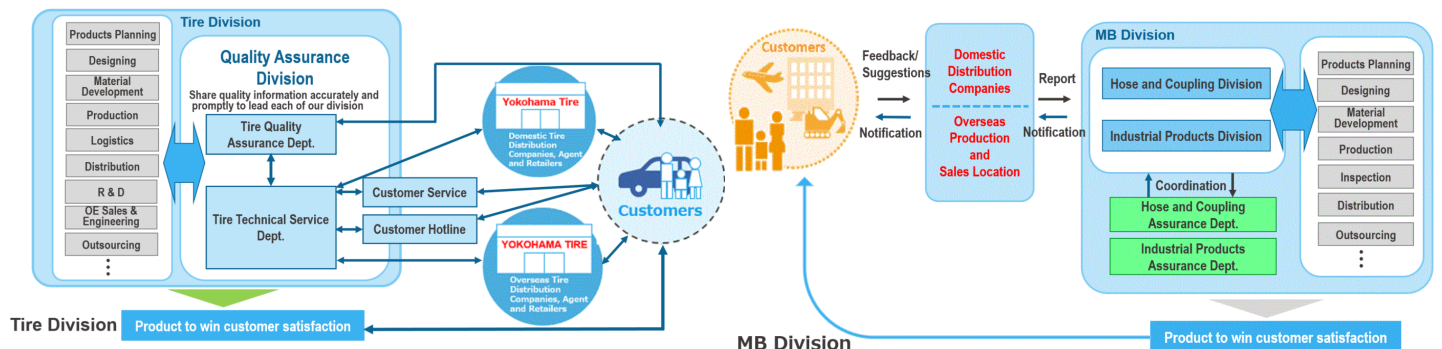 Tire Division
Products Planning
Designing
Material
Development
Production
Logistics
Distribution
R & D
OE Sales &
Engineering
Outsourcing
Quality Assurance
Division
Share quality information accurately and
promptly to lead each of our division
Tire Quality
Assurance Dept.
Tire Technical Service
Dept.
Customer Service
Customer Hotline
Yokohama Tire
Domestic Tire
Distribution
Companies, Agent
and Retailers
YOKOHAMA TIRE
Overseas Tire
Distribution
Companies, Agent
and Retailers
Customers
Tire Division
Product to win customer satisfaction
Customers
Feedback/
Suggestions
Notification
Domestic
Distribution
Companies
Overseas
Production
and
Sales Location
Report
Notification
MB Division
Hose and Coupling Division
Industrial Products Division
Coordination
Hose and Coupling
Assurance Dept.
Industrial Products
Assurance Dept.
Products Planning
Designing
Material
Development
Production
Inspection
Distribution
Outsourcing
MB Division
Product to win customer satisfaction